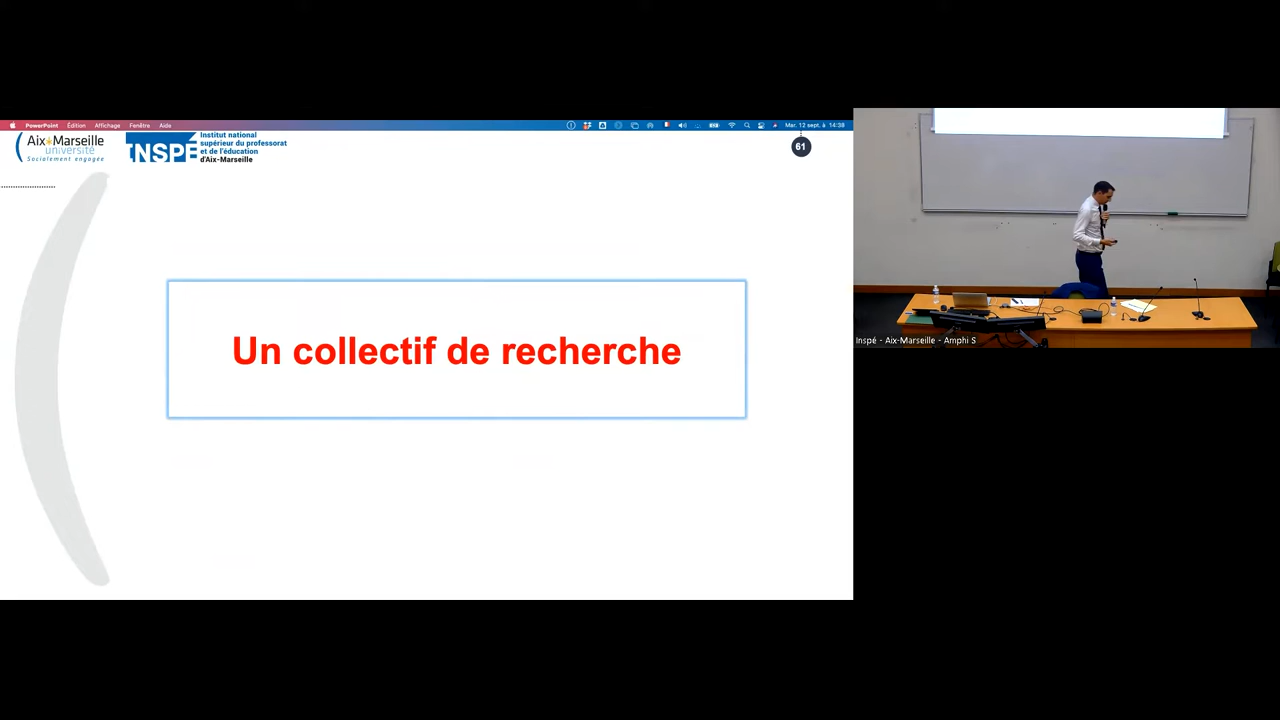 PowerPoint Édition Affichage Fenêtre Aide
Mar. 12 sept. à 14:38
Aix*Marseille
université
Socialement engagée
INSPÉ
Institut national
supérieur du professorat
et de l'éducation
d'Aix-Marseille
61
Un collectif de recherche
Inspé - Aix-Marseille - Amphi S